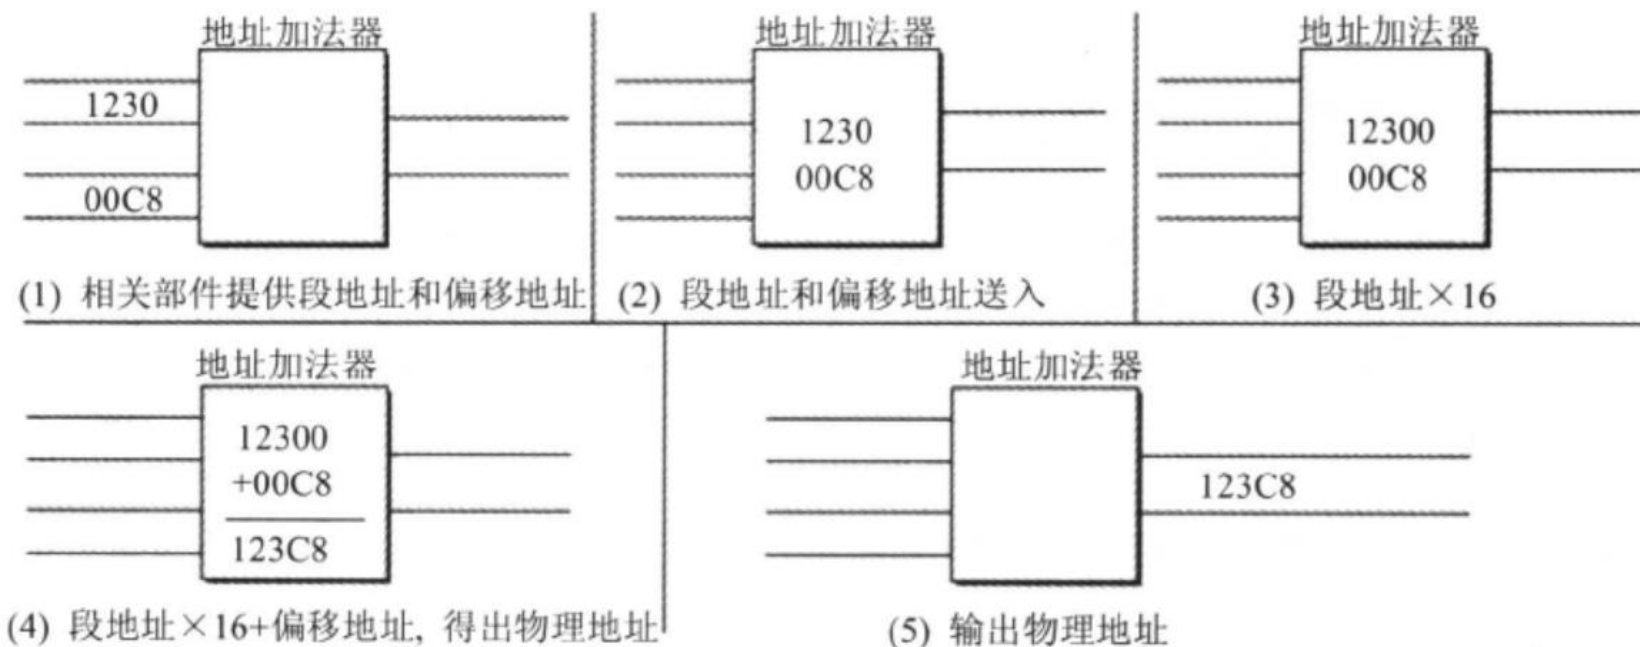 地址加法器
1230
00C8
(1) 相关部件提供段地址和偏移地址
地址加法器
1230
00C8
(2) 段地址和偏移地址送入
地址加法器
12300
00C8
(3) 段地址×16
地址加法器
12300
+00C8
123C8
(4) 段地址×16+偏移地址, 得出物理地址
地址加法器
123C8
(5) 输出物理地址